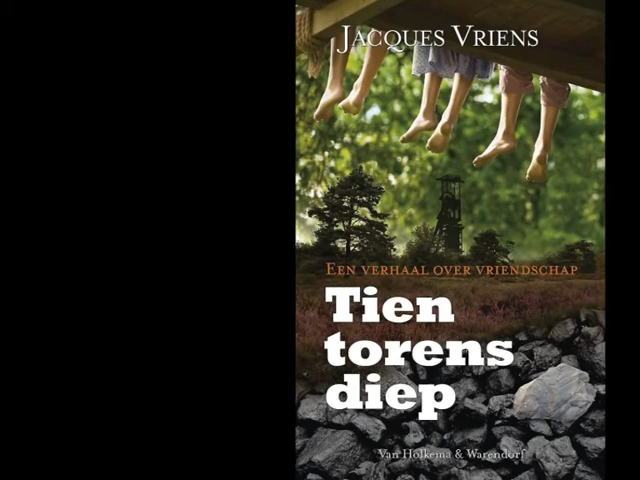 Jacques Vriens
Een verhaal over vriendschap
Tien
torens
diep
Van Holkema & Warendorf